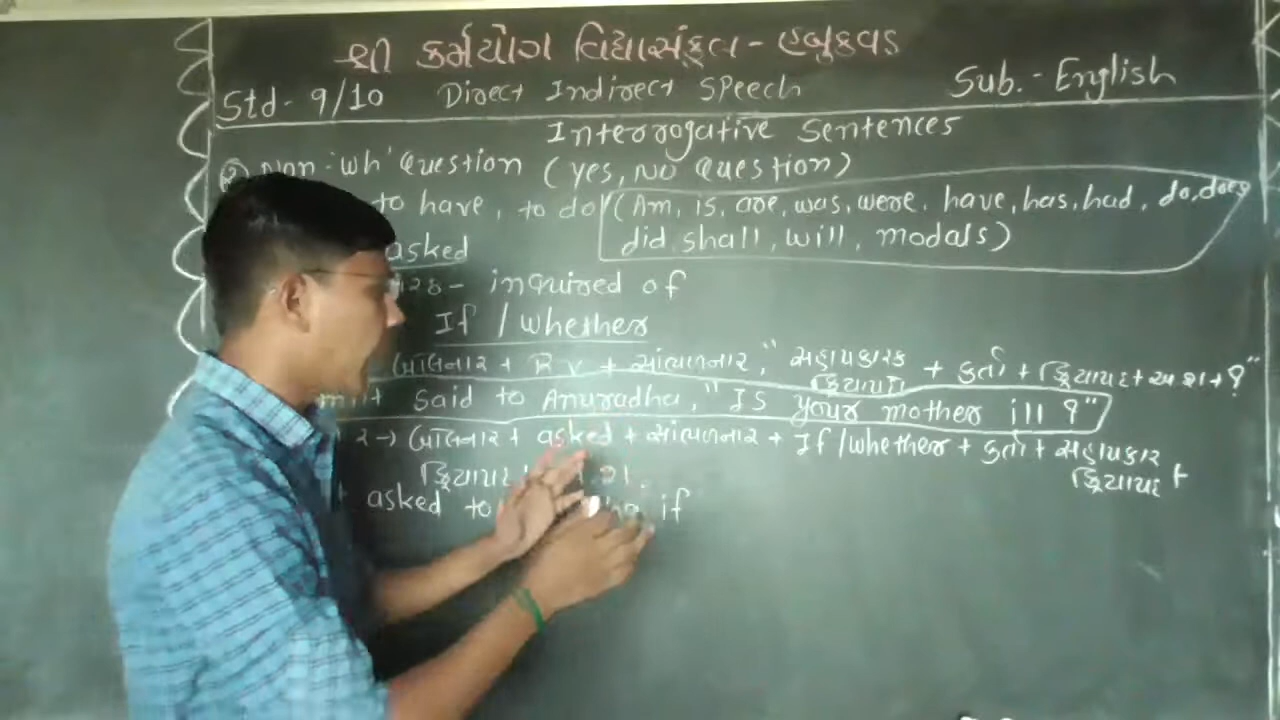 શ્રી કર્મયોગ વિદ્યાસંકુલ - હબુકવડ
Std - 9/10 Direct Indirect Speech Sub. - English
Interrogative Sentences
② Non-'wh' Question (yes, No Question)
to have, to do (Am, is, are, was, were, have, has, had, do, does
did, shall, will, modals)
asked
inquired of
If / whether
બોલનાર + R V + સાંભળનાર, " સહાયકારક + કર્તા + ક્રિયાપદ + અ.શ. + ?"
ક્રિયાપદ
said to Anuradha, "Is your mother ill ?"
2 → બોલનાર + asked + સાંભળનાર + If / whether + કર્તા + સહાયકાર
ક્રિયાપદ + ક્રિયાપદ શ.
asked to if